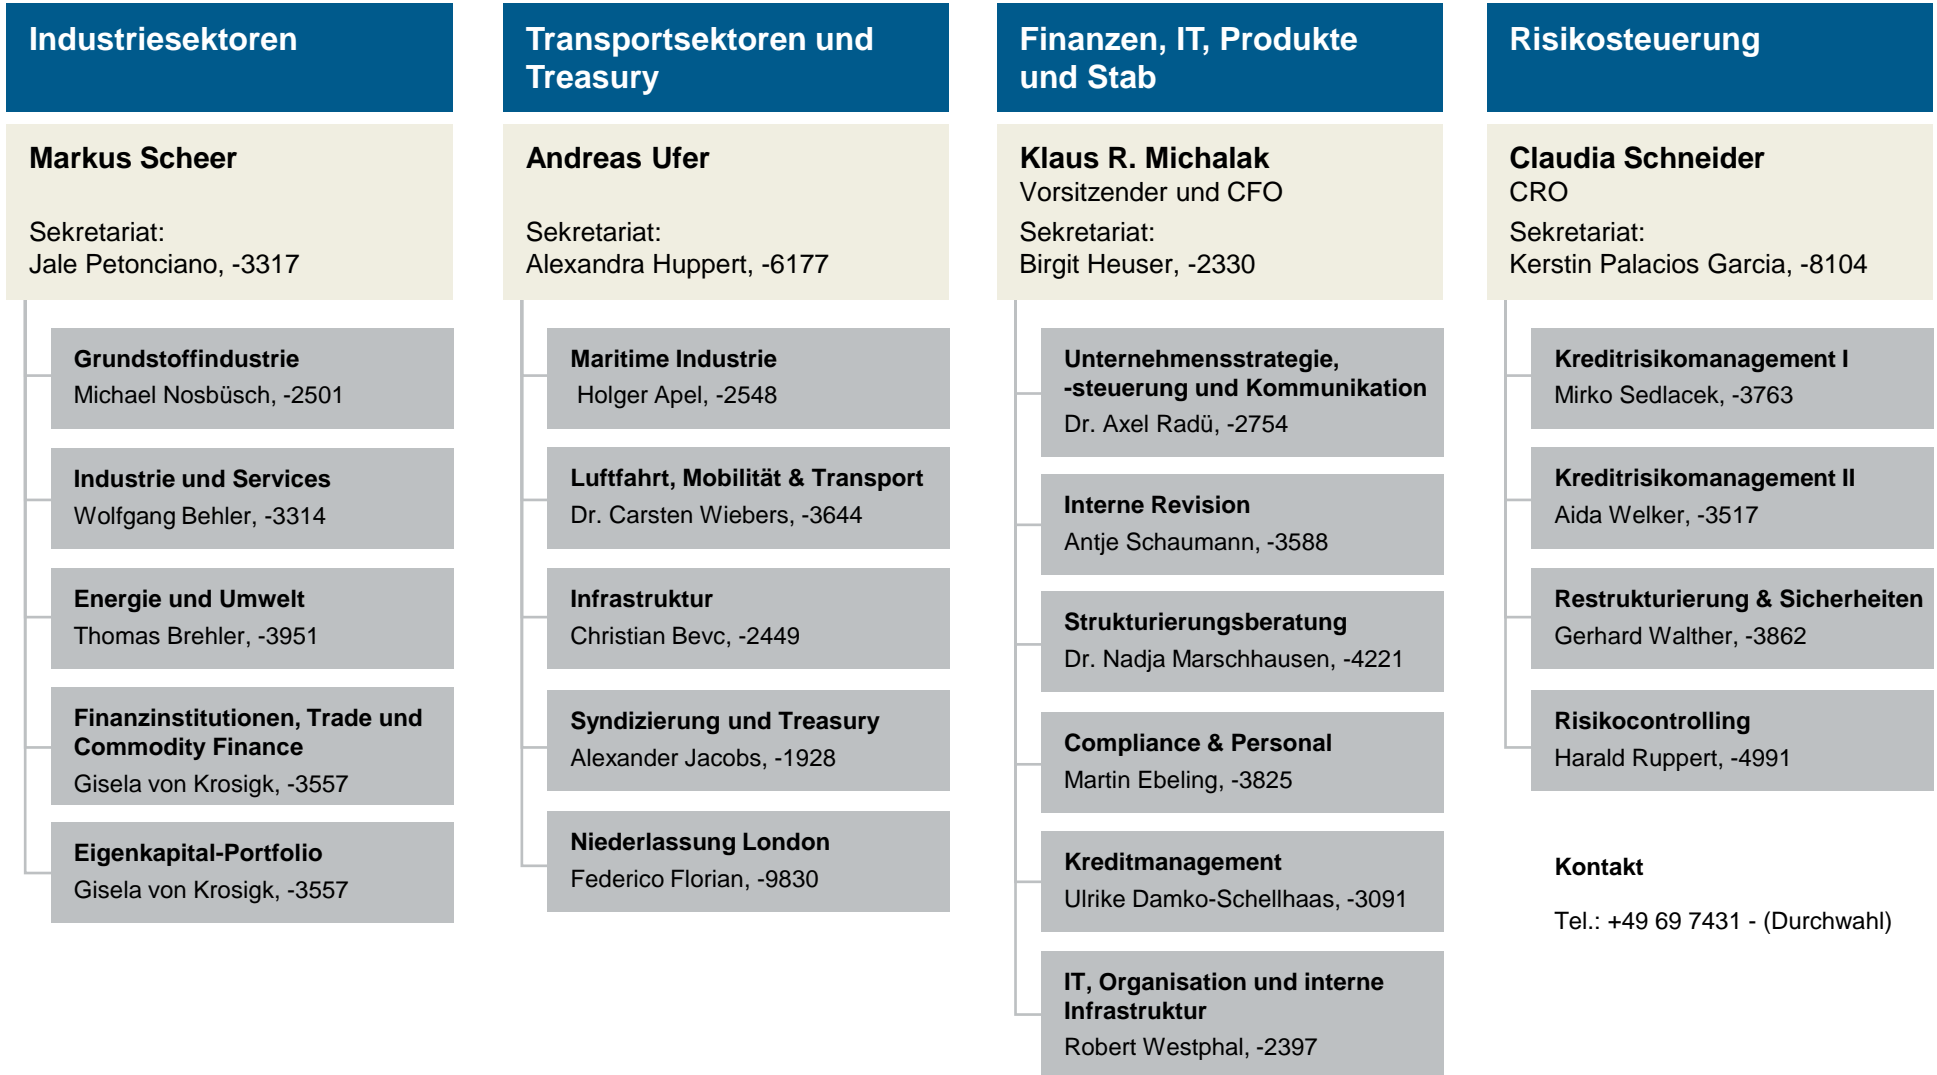 Industriesektoren
Markus Scheer
Sekretariat:
Jale Petonciano, -3317
Grundstoffindustrie
Michael Nosbüsch, -2501
Industrie und Services
Wolfgang Behler, -3314
Energie und Umwelt
Thomas Brehler, -3951
Finanzinstitutionen, Trade und
Commodity Finance
Gisela von Krosigk, -3557
Eigenkapital-Portfolio
Gisela von Krosigk, -3557
Transportsektoren und
Treasury
Andreas Ufer
Sekretariat:
Alexandra Huppert, -6177
Maritime Industrie
Holger Apel, -2548
Luftfahrt, Mobilität & Transport
Dr. Carsten Wiebers, -3644
Infrastruktur
Christian Bevc, -2449
Syndizierung und Treasury
Alexander Jacobs, -1928
Niederlassung London
Federico Florian, -9830
Finanzen, IT, Produkte
und Stab
Klaus R. Michalak
Vorsitzender und CFO
Sekretariat:
Birgit Heuser, -2330
Unternehmensstrategie,
-steuerung und Kommunikation
Dr. Axel Radü, -2754
Interne Revision
Antje Schaumann, -3588
Strukturierungsberatung
Dr. Nadja Marschhausen, -4221
Compliance & Personal
Martin Ebeling, -3825
Kreditmanagement
Ulrike Damko-Schellhaas, -3091
IT, Organisation und interne
Infrastruktur
Robert Westphal, -2397
Risikosteuerung
Claudia Schneider
CRO
Sekretariat:
Kerstin Palacios Garcia, -8104
Kreditrisikomanagement I
Mirko Sedlacek, -3763
Kreditrisikomanagement II
Aida Welker, -3517
Restrukturierung & Sicherheiten
Gerhard Walther, -3862
Risikocontrolling
Harald Ruppert, -4991
Kontakt
Tel.: +49 69 7431 - (Durchwahl)